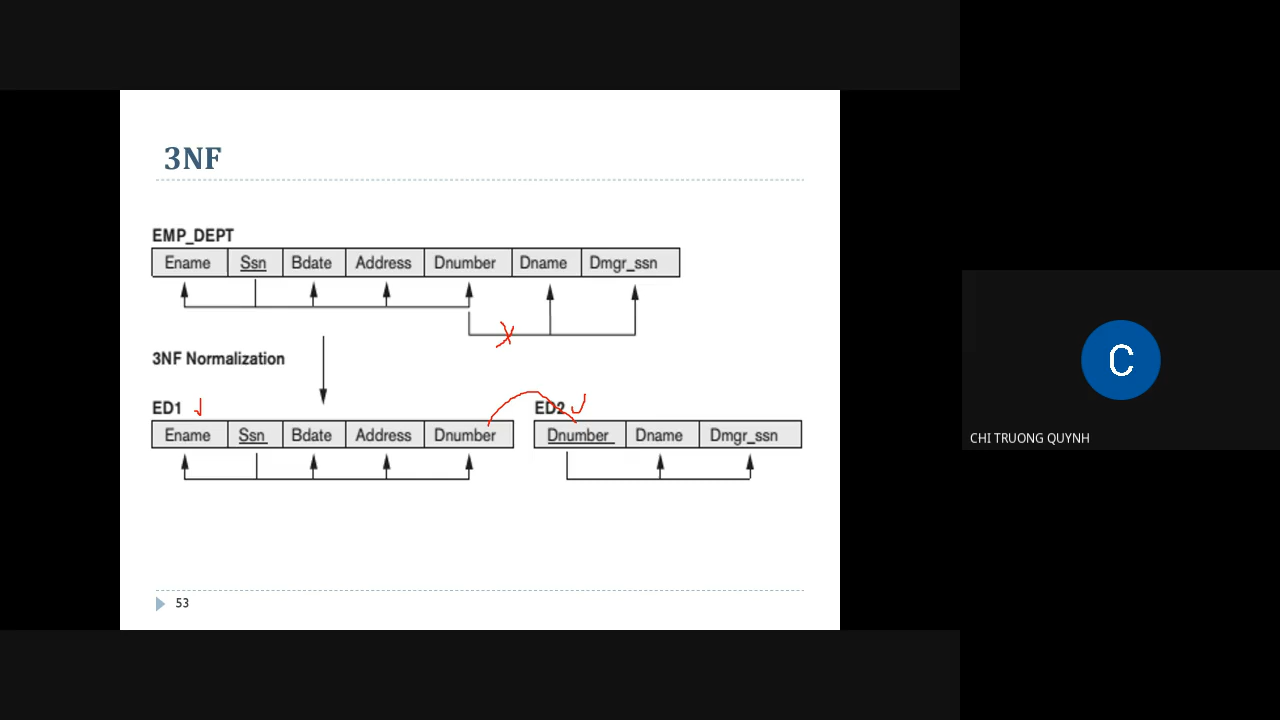 3NF
EMP_DEPT
Ename Ssn Bdate Address Dnumber Dname Dmgr_ssn
3NF Normalization
ED1 ED2
Ename Ssn Bdate Address Dnumber Dnumber Dname Dmgr_ssn
53
C
CHI TRUONG QUYNH